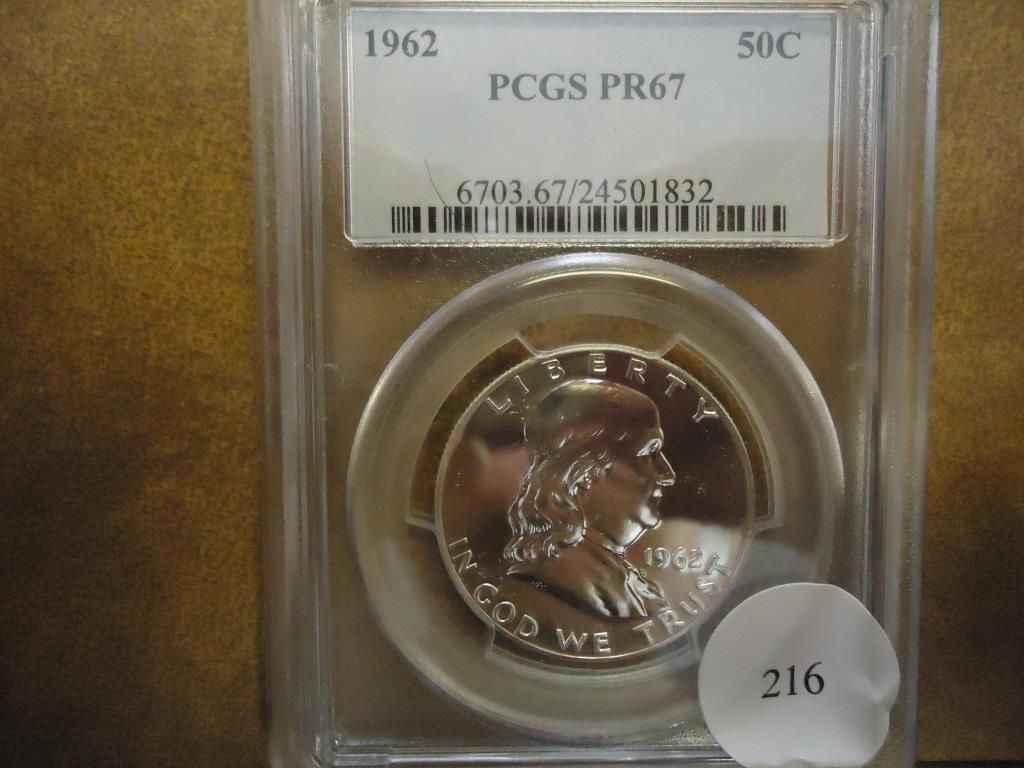 1962 50C
PCGS PR67
6703.67/24501832
LIBERTY
1962
IN GOD WE TRUST
216